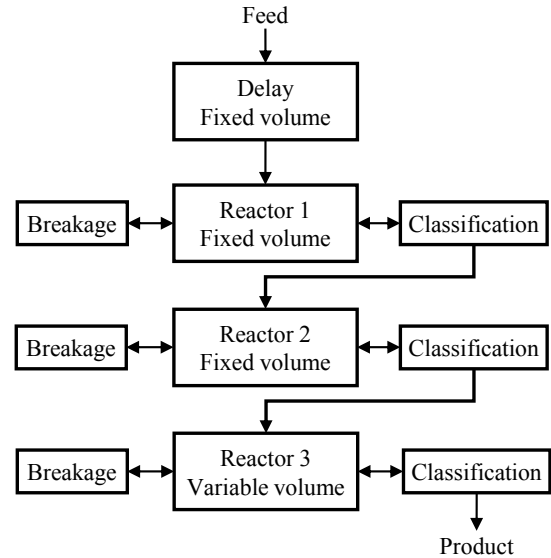 Feed
Delay
Fixed volume
Breakage
Reactor 1
Fixed volume
Classification
Breakage
Reactor 2
Fixed volume
Classification
Breakage
Reactor 3
Variable volume
Classification
Product